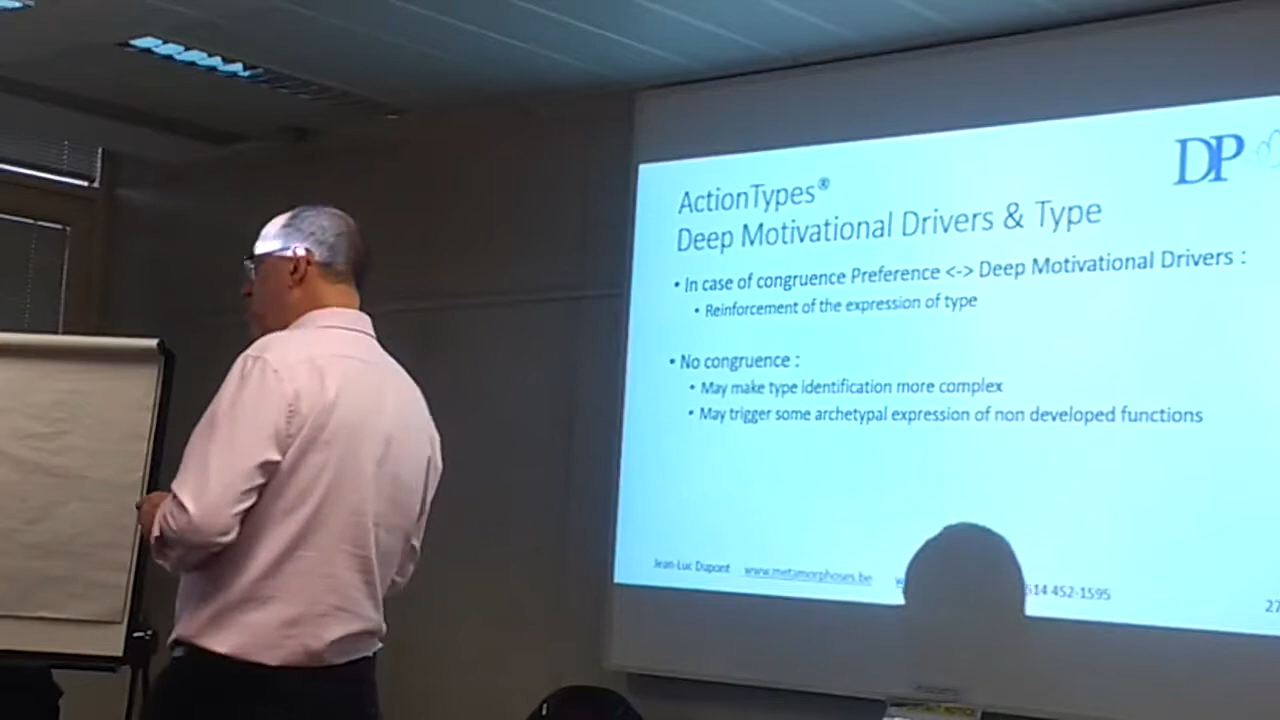 DP
ActionTypes®
Deep Motivational Drivers & Type
• In case of congruence Preference <-> Deep Motivational Drivers :
• Reinforcement of the expression of type
• No congruence :
• May make type identification more complex
• May trigger some archetypal expression of non developed functions
Jean-Luc Dupont www.metamorphoses.be 514 452-1595
27